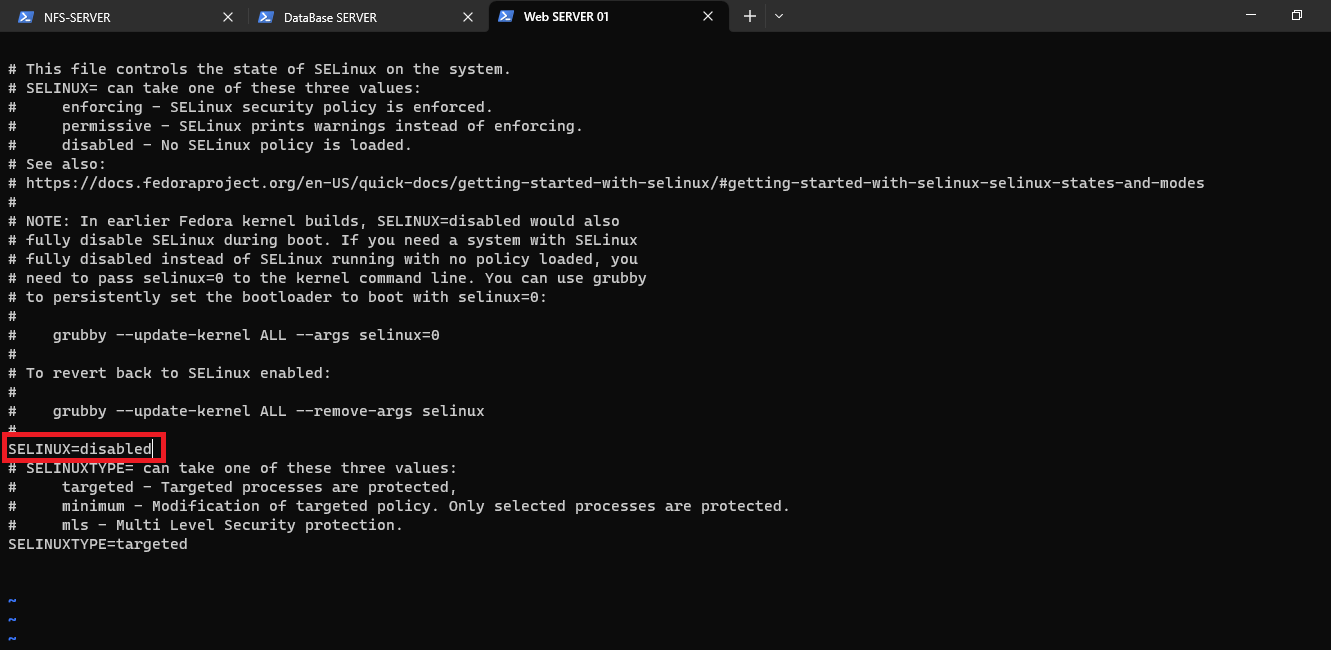 NFS-SERVER
DataBase SERVER
Web SERVER 01
# This file controls the state of SELinux on the system.
# SELINUX= can take one of these three values:
#     enforcing - SELinux security policy is enforced.
#     permissive - SELinux prints warnings instead of enforcing.
#     disabled - No SELinux policy is loaded.
# See also:
# https://docs.fedoraproject.org/en-US/quick-docs/getting-started-with-selinux/#getting-started-with-selinux-selinux-states-and-modes
#
# NOTE: In earlier Fedora kernel builds, SELINUX=disabled would also
# fully disable SELinux during boot. If you need a system with SELinux
# fully disabled instead of SELinux running with no policy loaded, you
# need to pass selinux=0 to the kernel command line. You can use grubby
# to persistently set the bootloader to boot with selinux=0:
#
#    grubby --update-kernel ALL --args selinux=0
#
# To revert back to SELinux enabled:
#
#    grubby --update-kernel ALL --remove-args selinux
#
SELINUX=disabled
# SELINUXTYPE= can take one of these three values:
#     targeted - Targeted processes are protected,
#     minimum - Modification of targeted policy. Only selected processes are protected.
#     mls - Multi Level Security protection.
SELINUXTYPE=targeted
~
~
~